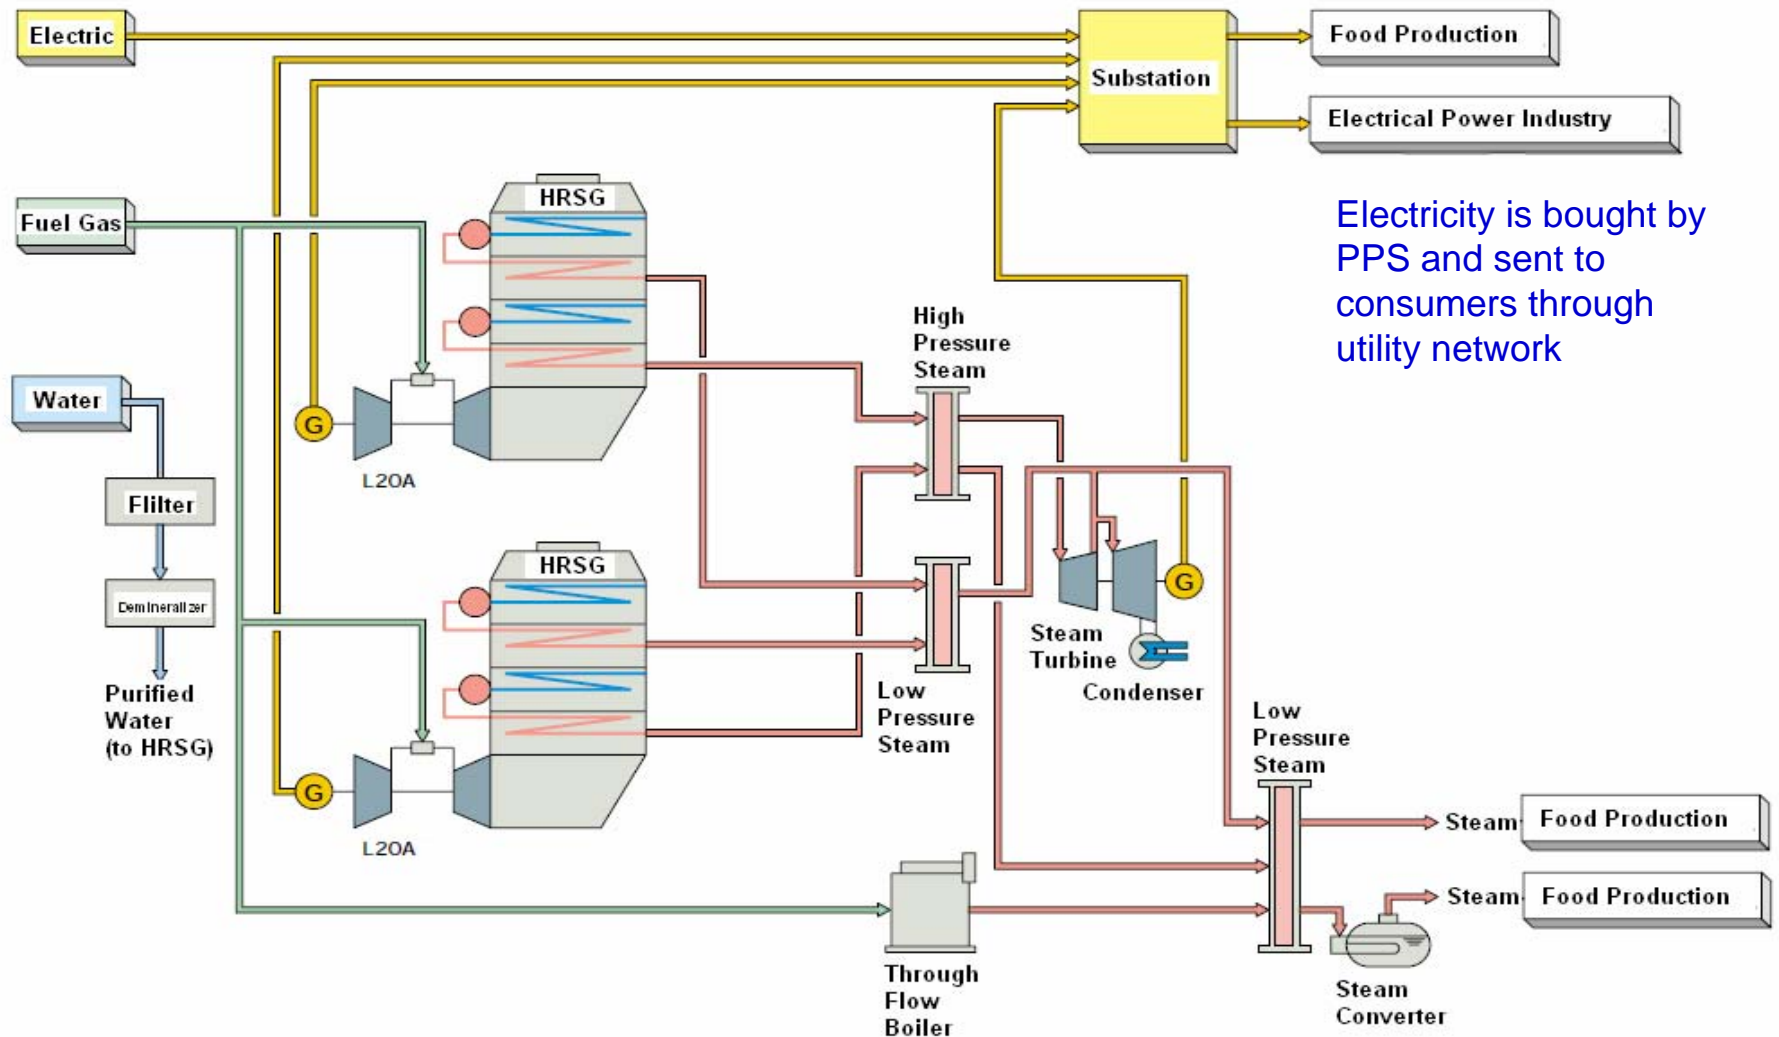 Electric
Substation
Food Production
Electrical Power Industry
Electricity is bought by
PPS and sent to
consumers through
utility network
Fuel Gas
HRSG
Water
G
L20A
High
Pressure
Steam
Flilter
Demineralizer
Purified
Water
(to HRSG)
HRSG
G
L20A
Low
Pressure
Steam
G
Steam
Turbine
Condenser
Low
Pressure
Steam
Steam
Food Production
Steam
Food Production
Through
Flow
Boiler
Steam
Converter